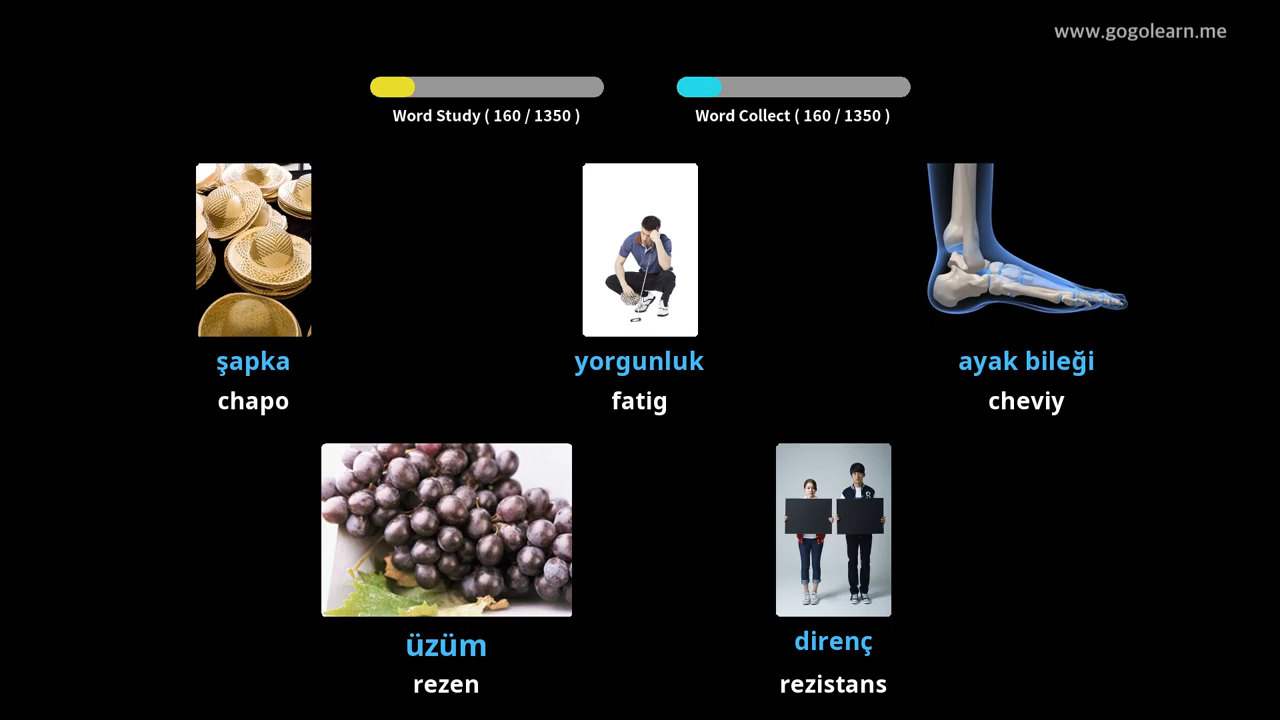 www.gogolearn.me
Word Study ( 160 / 1350 )
Word Collect ( 160 / 1350 )
şapka
chapo
yorgunluk
fatig
ayak bileği
cheviy
üzüm
rezen
direnç
rezistans